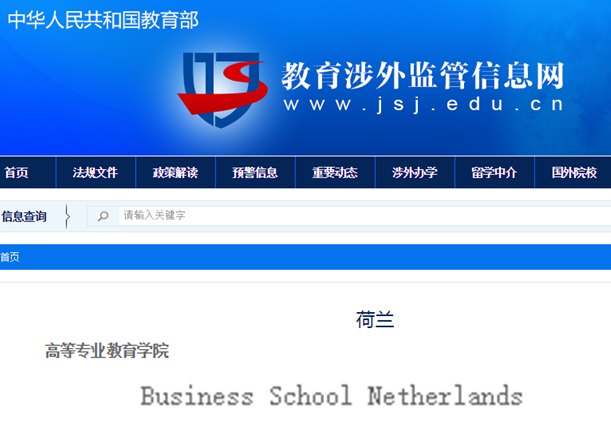 中华人民共和国教育部
教育涉外监管信息网
www.jsj.edu.cn
首页 法规文件 政策解读 预警信息 重要动态 涉外办学 留学中介 国外院校
信息查询 请输入关键字
首页
荷兰
高等专业教育学院
Business School Netherlands